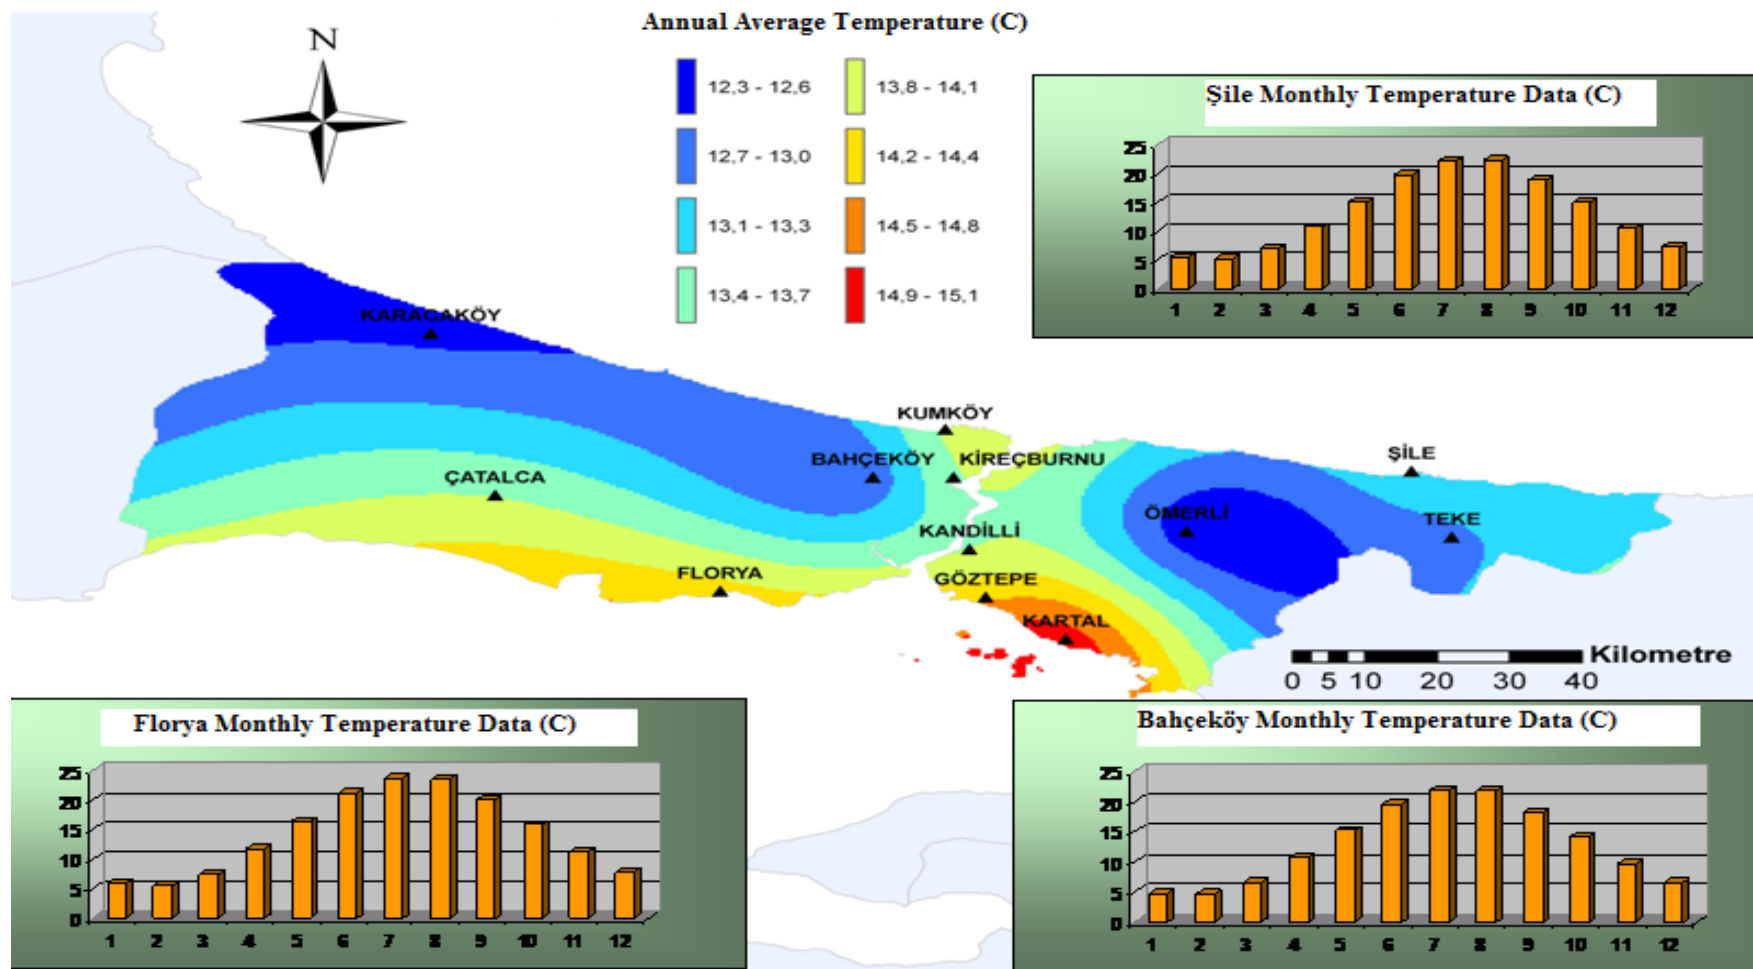 Annual Average Temperature (C)
N
12,3 - 12,6
13,8 - 14,1
12,7 - 13,0
14,2 - 14,4
13,1 - 13,3
14,5 - 14,8
13,4 - 13,7
14,9 - 15,1
Şile Monthly Temperature Data (C)
25
20
15
10
5
0
1 2 3 4 5 6 7 8 9 10 11 12
KARACAKÖY
KUMKÖY
BAHÇEKÖY
KİREÇBURNU
ŞİLE
ÇATALCA
ÖMERLİ
TEKE
KANDİLLİ
FLORYA
GÖZTEPE
KARTAL
Kilometre
0 5 10 20 30 40
Florya Monthly Temperature Data (C)
25
20
15
10
5
0
1 2 3 4 5 6 7 8 9 10 11 12
Bahçeköy Monthly Temperature Data (C)
25
20
15
10
5
0
1 2 3 4 5 6 7 8 9 10 11 12